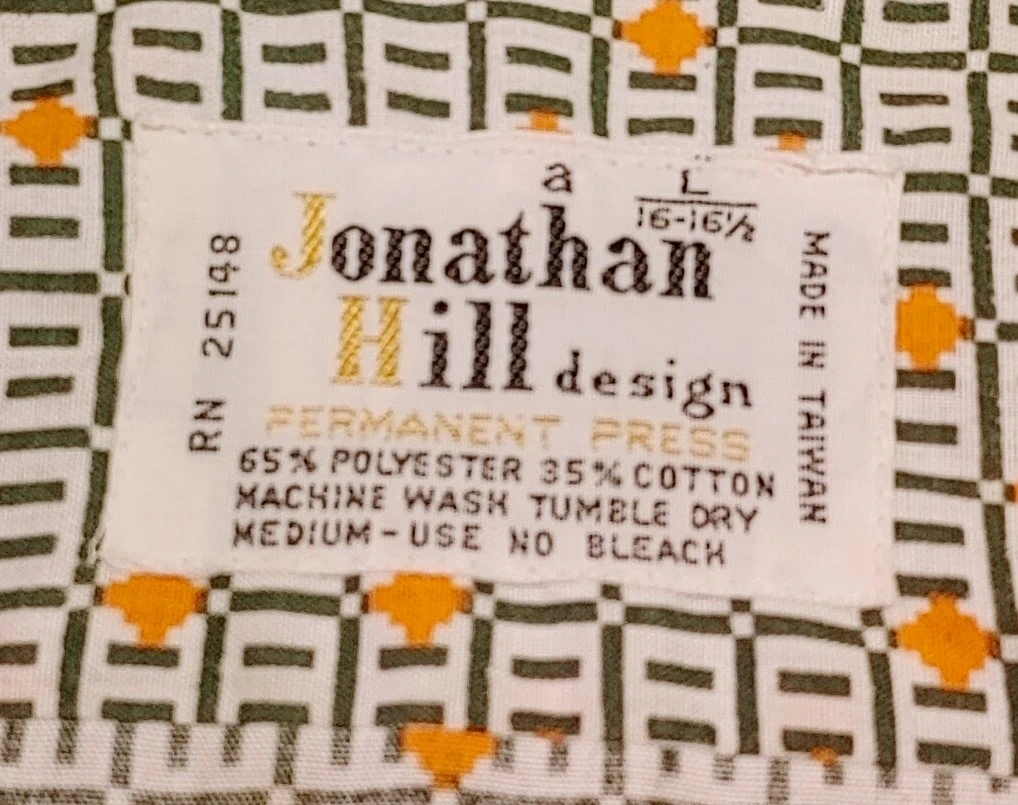 a
L
16-16½
Jonathan
Hill design
PERMANENT PRESS
65% POLYESTER 35% COTTON
MACHINE WASH TUMBLE DRY
MEDIUM-USE NO BLEACH
RN 25148
MADE IN TAIWAN